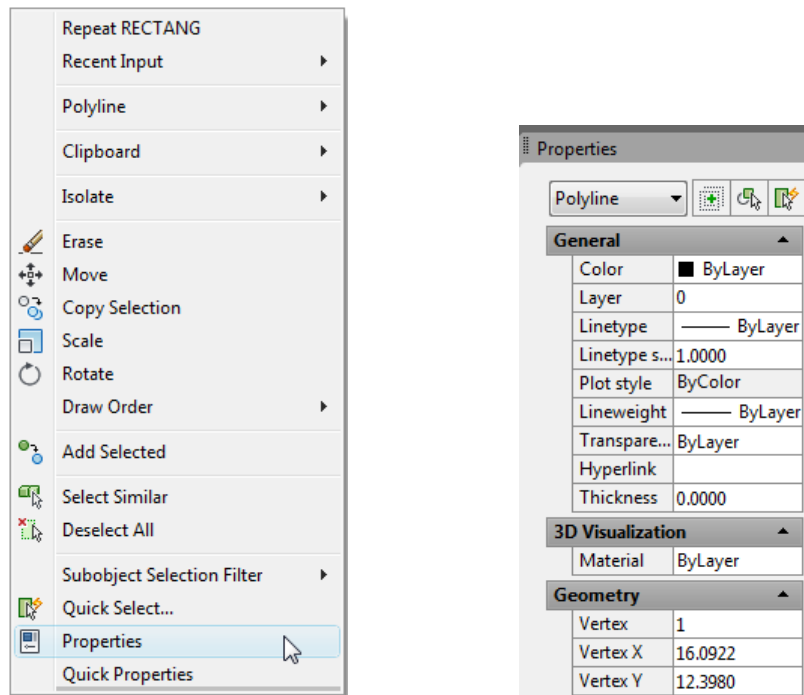 Repeat RECTANG
Recent Input
Polyline
Clipboard
Isolate
Erase
Move
Copy Selection
Scale
Rotate
Draw Order
Add Selected
Select Similar
Deselect All
Subobject Selection Filter
Quick Select...
Properties
Quick Properties
Properties
Polyline
General
Color ByLayer
Layer 0
Linetype ByLayer
Linetype s... 1.0000
Plot style ByColor
Lineweight ByLayer
Transpare... ByLayer
Hyperlink
Thickness 0.0000
3D Visualization
Material ByLayer
Geometry
Vertex 1
Vertex X 16.0922
Vertex Y 12.3980